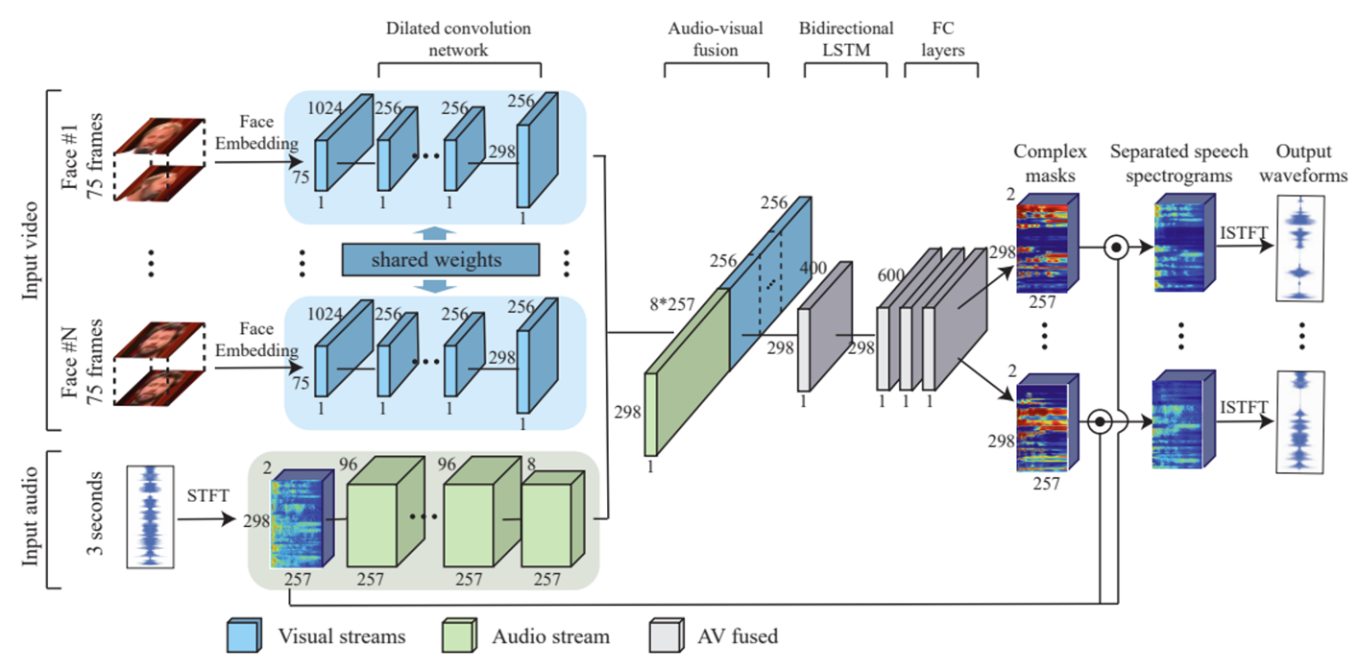 Dilated convolution
network
Audio-visual
fusion
Bidirectional
LSTM
FC
layers
Input video
Face #1
75 frames
Face
Embedding
1024
256
256
256
75
298
1
1
1
1
shared weights
Face #N
75 frames
Face
Embedding
1024
256
256
256
75
298
1
1
1
1
Input audio
3 seconds
STFT
2
96
96
8
298
257
257
257
257
8*257
256
256
298
1
400
298
1
600
298
1
1
1
Complex
masks
2
298
257
2
298
257
Separated speech
spectrograms
ISTFT
ISTFT
Output
waveforms
Visual streams
Audio stream
AV fused